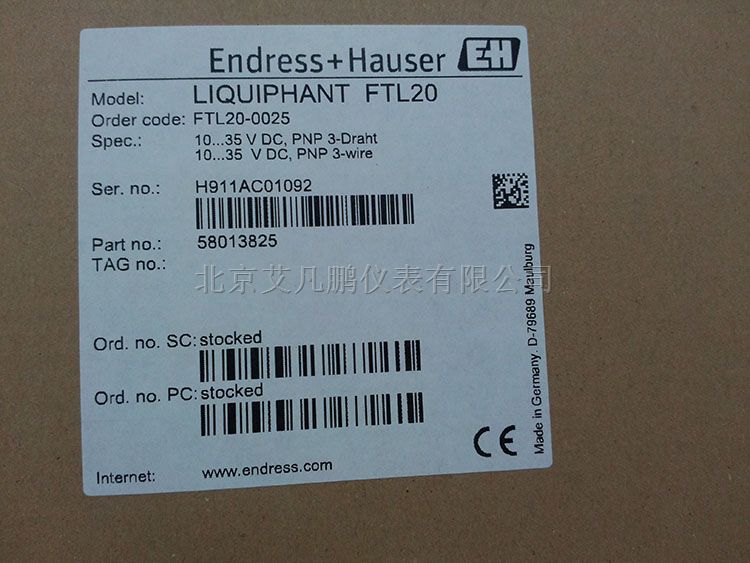 Endress+Hauser EH
Model: LIQUIPHANT FTL20
Order code: FTL20-0025
Spec.: 10...35 V DC, PNP 3-Draht
10...35 V DC, PNP 3-wire
Ser. no.: H911AC01092
Part no.: 58013825
TAG no.:
北京艾凡鹏仪表有限公司
Ord. no. SC: stocked
Ord. no. PC: stocked
Internet: www.endress.com
CE
Made in Germany. D-79689 Maulburg